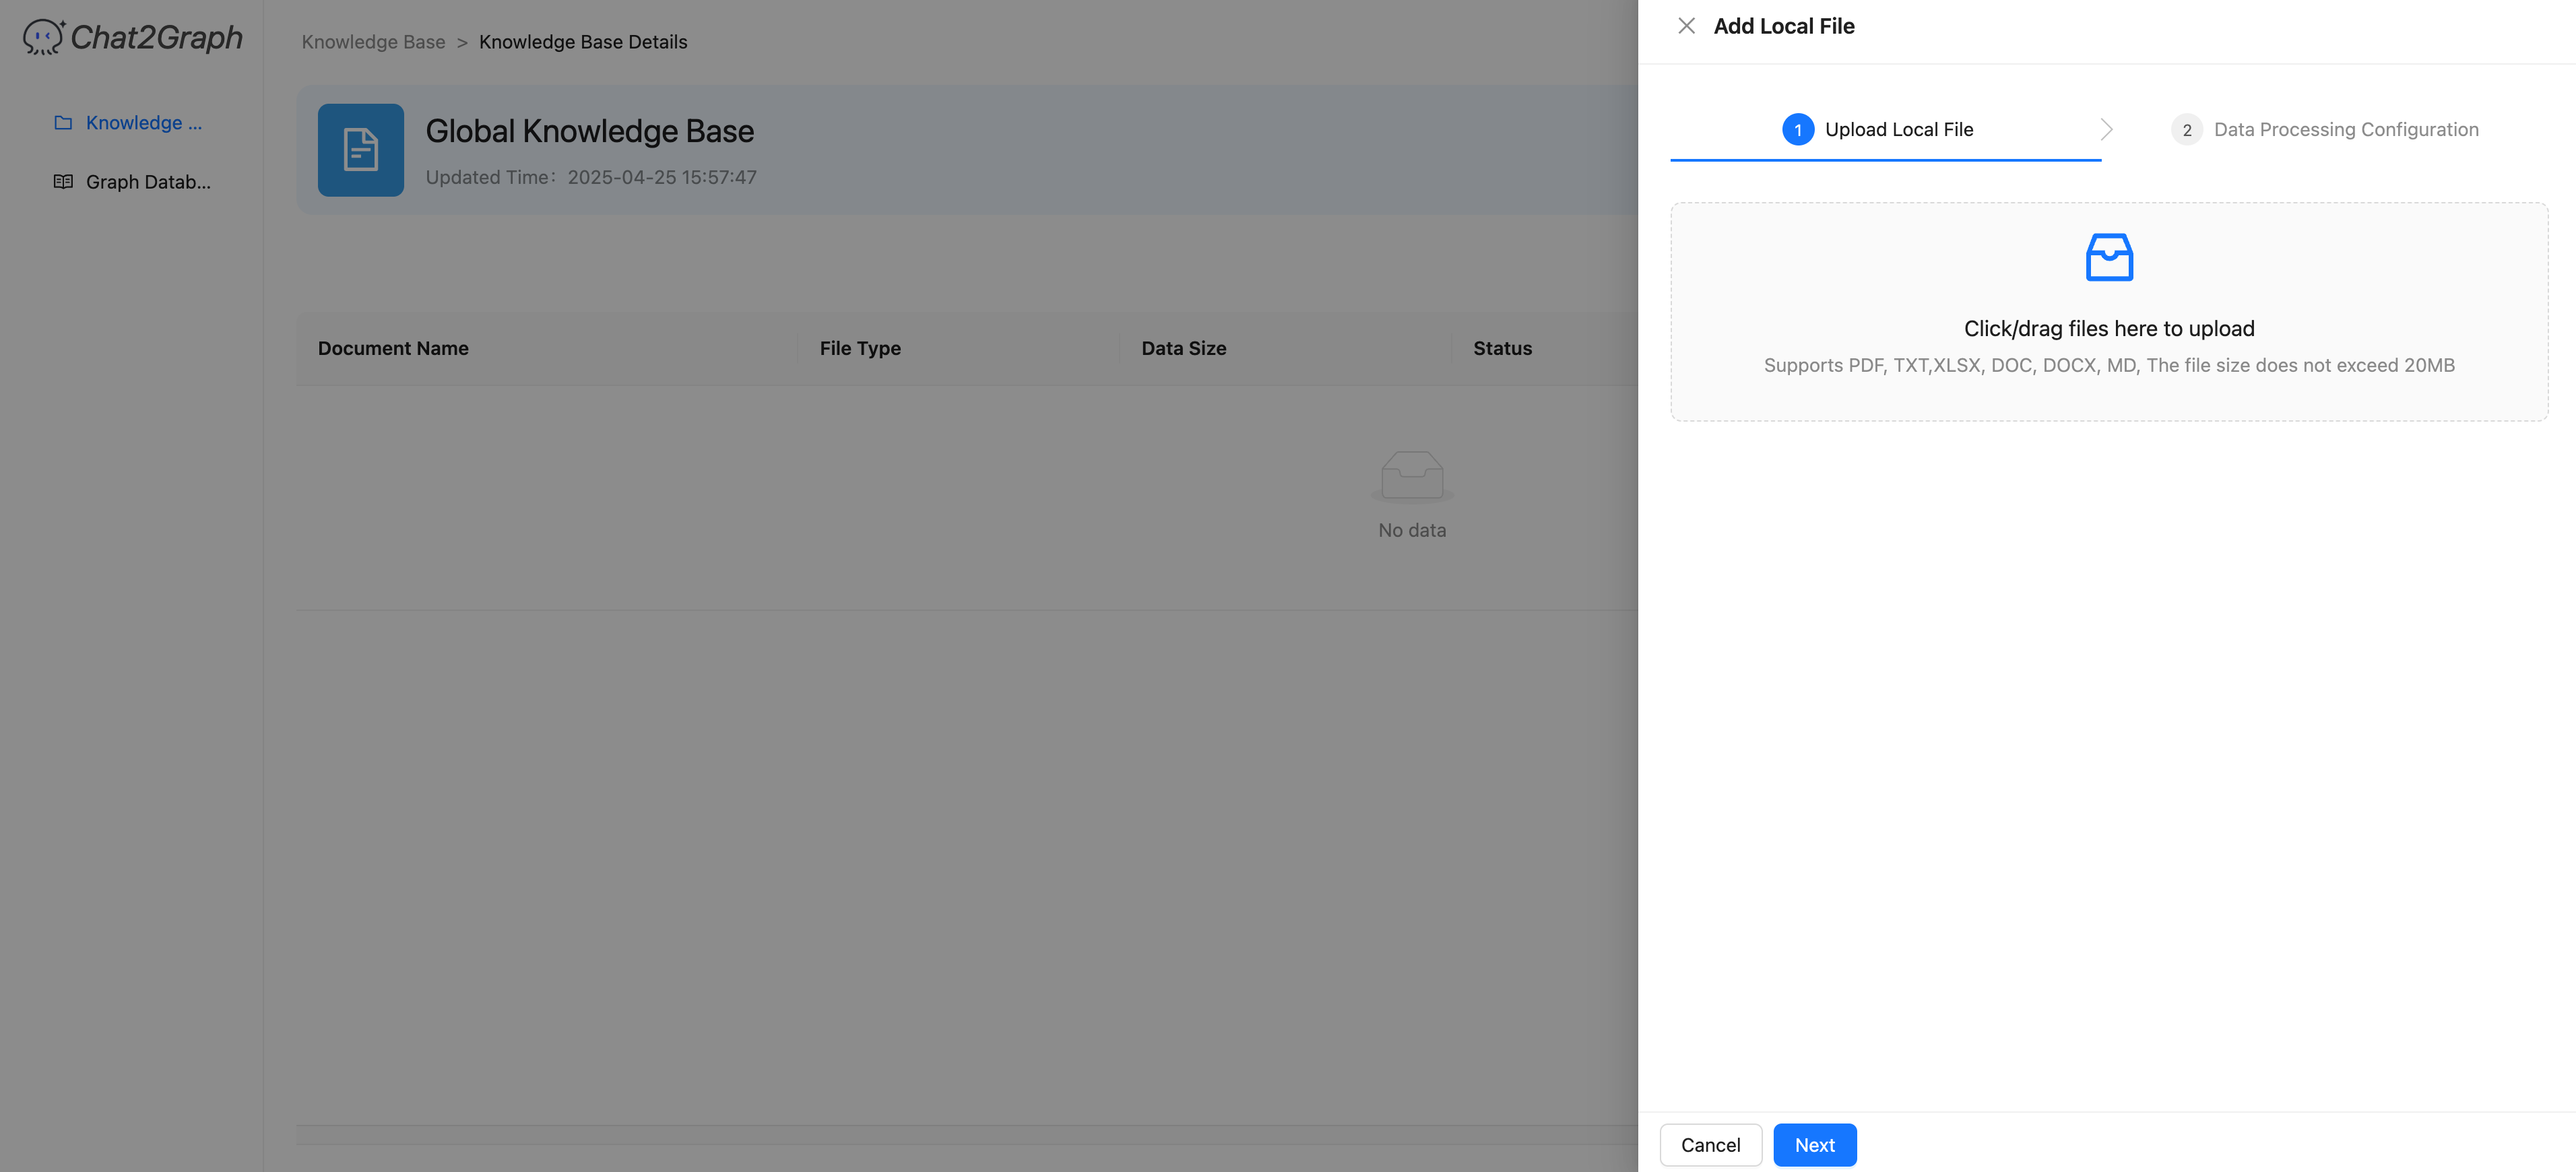 Chat2Graph
Knowledge ...
Graph Datab...
Knowledge Base > Knowledge Base Details
Global Knowledge Base
Updated Time：2025-04-25 15:57:47
Document Name File Type Data Size Status
No data
Add Local File
1 Upload Local File
2 Data Processing Configuration
Click/drag files here to upload
Supports PDF, TXT,XLSX, DOC, DOCX, MD, The file size does not exceed 20MB
Cancel Next